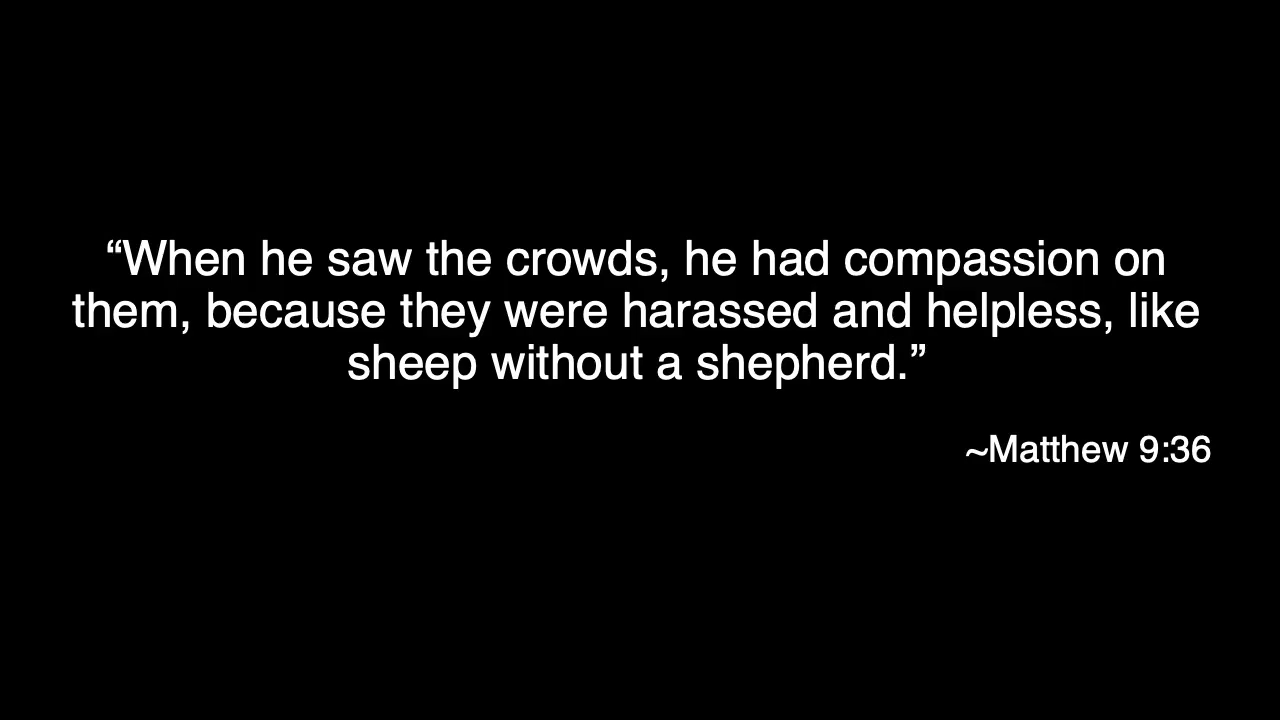 “When he saw the crowds, he had compassion on
them, because they were harassed and helpless, like
sheep without a shepherd.”
~Matthew 9:36